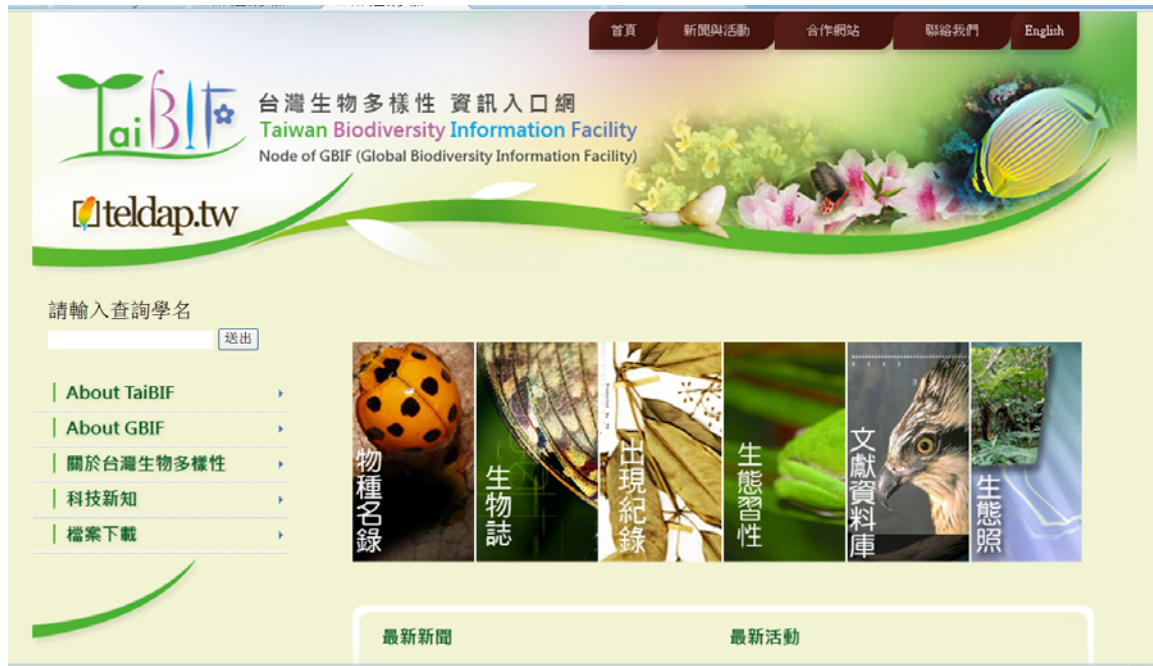 首頁
新聞與活動
合作網站
聯絡我們
English
TaiBIF
台灣生物多樣性 資訊入口網
Taiwan Biodiversity Information Facility
Node of GBIF (Global Biodiversity Information Facility)
teldap.tw
請輸入查詢學名
送出
About TaiBIF
About GBIF
關於台灣生物多樣性
科技新知
檔案下載
物種名錄
生物誌
出現紀錄
生態習性
文獻資料庫
生態照
最新新聞
最新活動